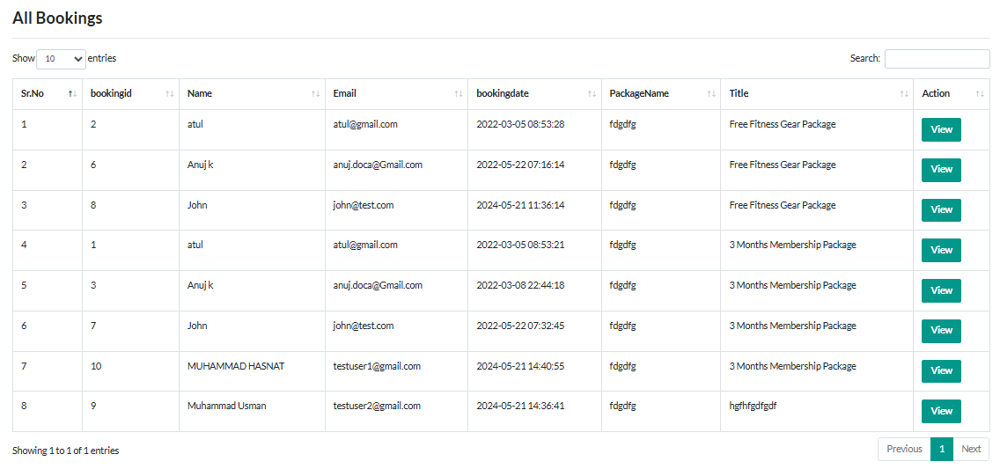 All Bookings
Show 10 entries Search:
Sr.No bookingid Name Email bookingdate PackageName Title Action
1 2 atul atul@gmail.com 2022-03-05 08:53:28 fdgdfg Free Fitness Gear Package View
2 6 Anuj k anuj.doca@Gmail.com 2022-05-22 07:16:14 fdgdfg Free Fitness Gear Package View
3 8 John john@test.com 2024-05-21 11:36:14 fdgdfg Free Fitness Gear Package View
4 1 atul atul@gmail.com 2022-03-05 08:53:21 fdgdfg 3 Months Membership Package View
5 3 Anuj k anuj.doca@Gmail.com 2022-03-08 22:44:18 fdgdfg 3 Months Membership Package View
6 7 John john@test.com 2022-05-22 07:32:45 fdgdfg 3 Months Membership Package View
7 10 MUHAMMAD HASNAT testuser1@gmail.com 2024-05-21 14:40:55 fdgdfg 3 Months Membership Package View
8 9 Muhammad Usman testuser2@gmail.com 2024-05-21 14:36:41 fdgdfg hgfhfgdfgdf View
Showing 1 to 1 of 1 entries Previous 1 Next